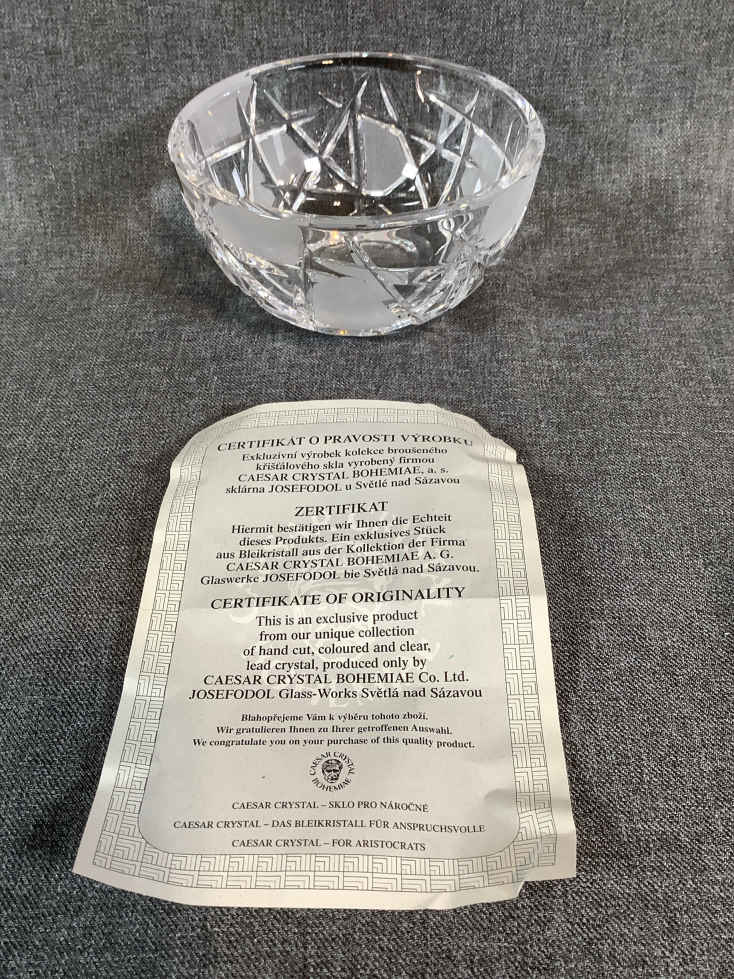 CERTIFIKÁT O PRAVOSTI VÝROBKU
Exkluzívní výrobek kolekce broušeného
křišťálového skla vyrobený firmou
CAESAR CRYSTAL BOHEMIAE, a. s.
sklárna JOSEFODOL u Světlé nad Sázavou
ZERTIFIKAT
Hiermit bestätigen wir Ihnen die Echteit
dieses Produkts. Ein exklusives Stück
aus Bleikristall aus der Kollektion der Firma
CAESAR CRYSTAL BOHEMIAE A. G.
Glaswerke JOSEFODOL bie Světlá nad Sázavou.
CERTIFICATE OF ORIGINALITY
This is an exclusive product
from our unique collection
of hand cut, coloured and clear,
lead crystal, produced only by
CAESAR CRYSTAL BOHEMIAE Co. Ltd.
JOSEFODOL Glass-Works Světlá nad Sázavou
Blahopřejeme Vám k výběru tohoto zboží.
Wir gratulieren Ihnen zu Ihrer getroffenen Auswahl.
We congratulate you on your purchase of this quality product.
CAESAR CRYSTAL
BOHEMIAE
CAESAR CRYSTAL – SKLO PRO NÁROČNÉ
CAESAR CRYSTAL – DAS BLEIKRISTALL FÜR ANSPRUCHSVOLLE
CAESAR CRYSTAL – FOR ARISTOCRATS